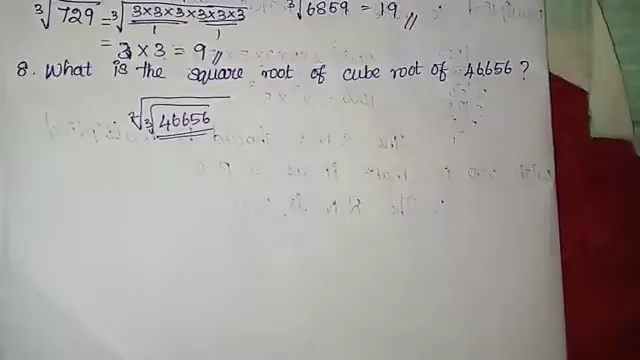 ∛729 = ∛3×3×3×3×3×3 ∛6859 = 19 //
= 3 × 3 = 9 //
8. What is the square root of cube root of 46656 ?
²√∛46656